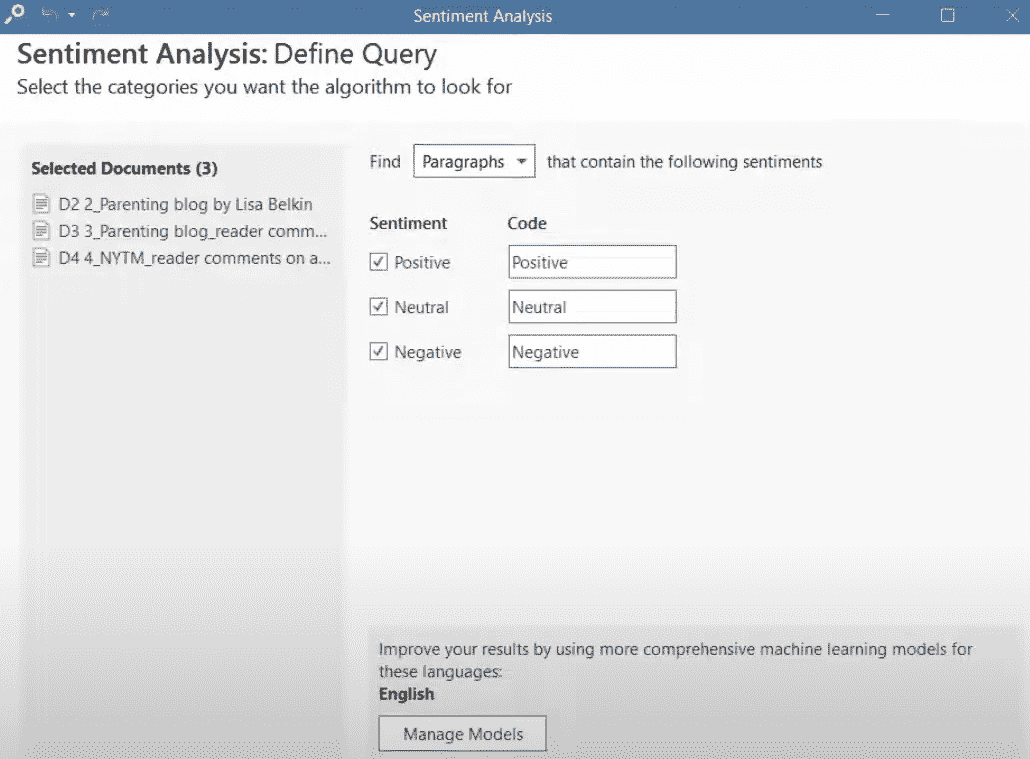 Sentiment Analysis
Sentiment Analysis: Define Query
Select the categories you want the algorithm to look for
Selected Documents (3)
D2 2_Parenting blog by Lisa Belkin
D3 3_Parenting blog_reader comm...
D4 4_NYTM_reader comments on a...
Find Paragraphs that contain the following sentiments
Sentiment Code
Positive Positive
Neutral Neutral
Negative Negative
Improve your results by using more comprehensive machine learning models for
these languages:
English
Manage Models